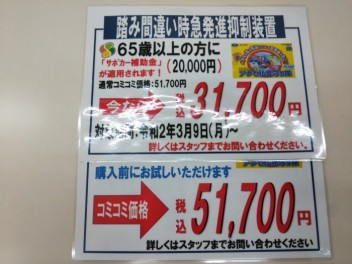 踏み間違い時急発進抑制装置
65歳以上の方に
「サポカー補助金」(20,000円)
が適用されます!
通常コミコミ価格:51,700円
今なら 税込 31,700円
令和2年3月9日(月)~
詳しくはスタッフまでお問い合わせください。
購入前にお試しいただけます
コミコミ価格 税込 51,700円
詳しくはスタッフまでお問い合わせください。